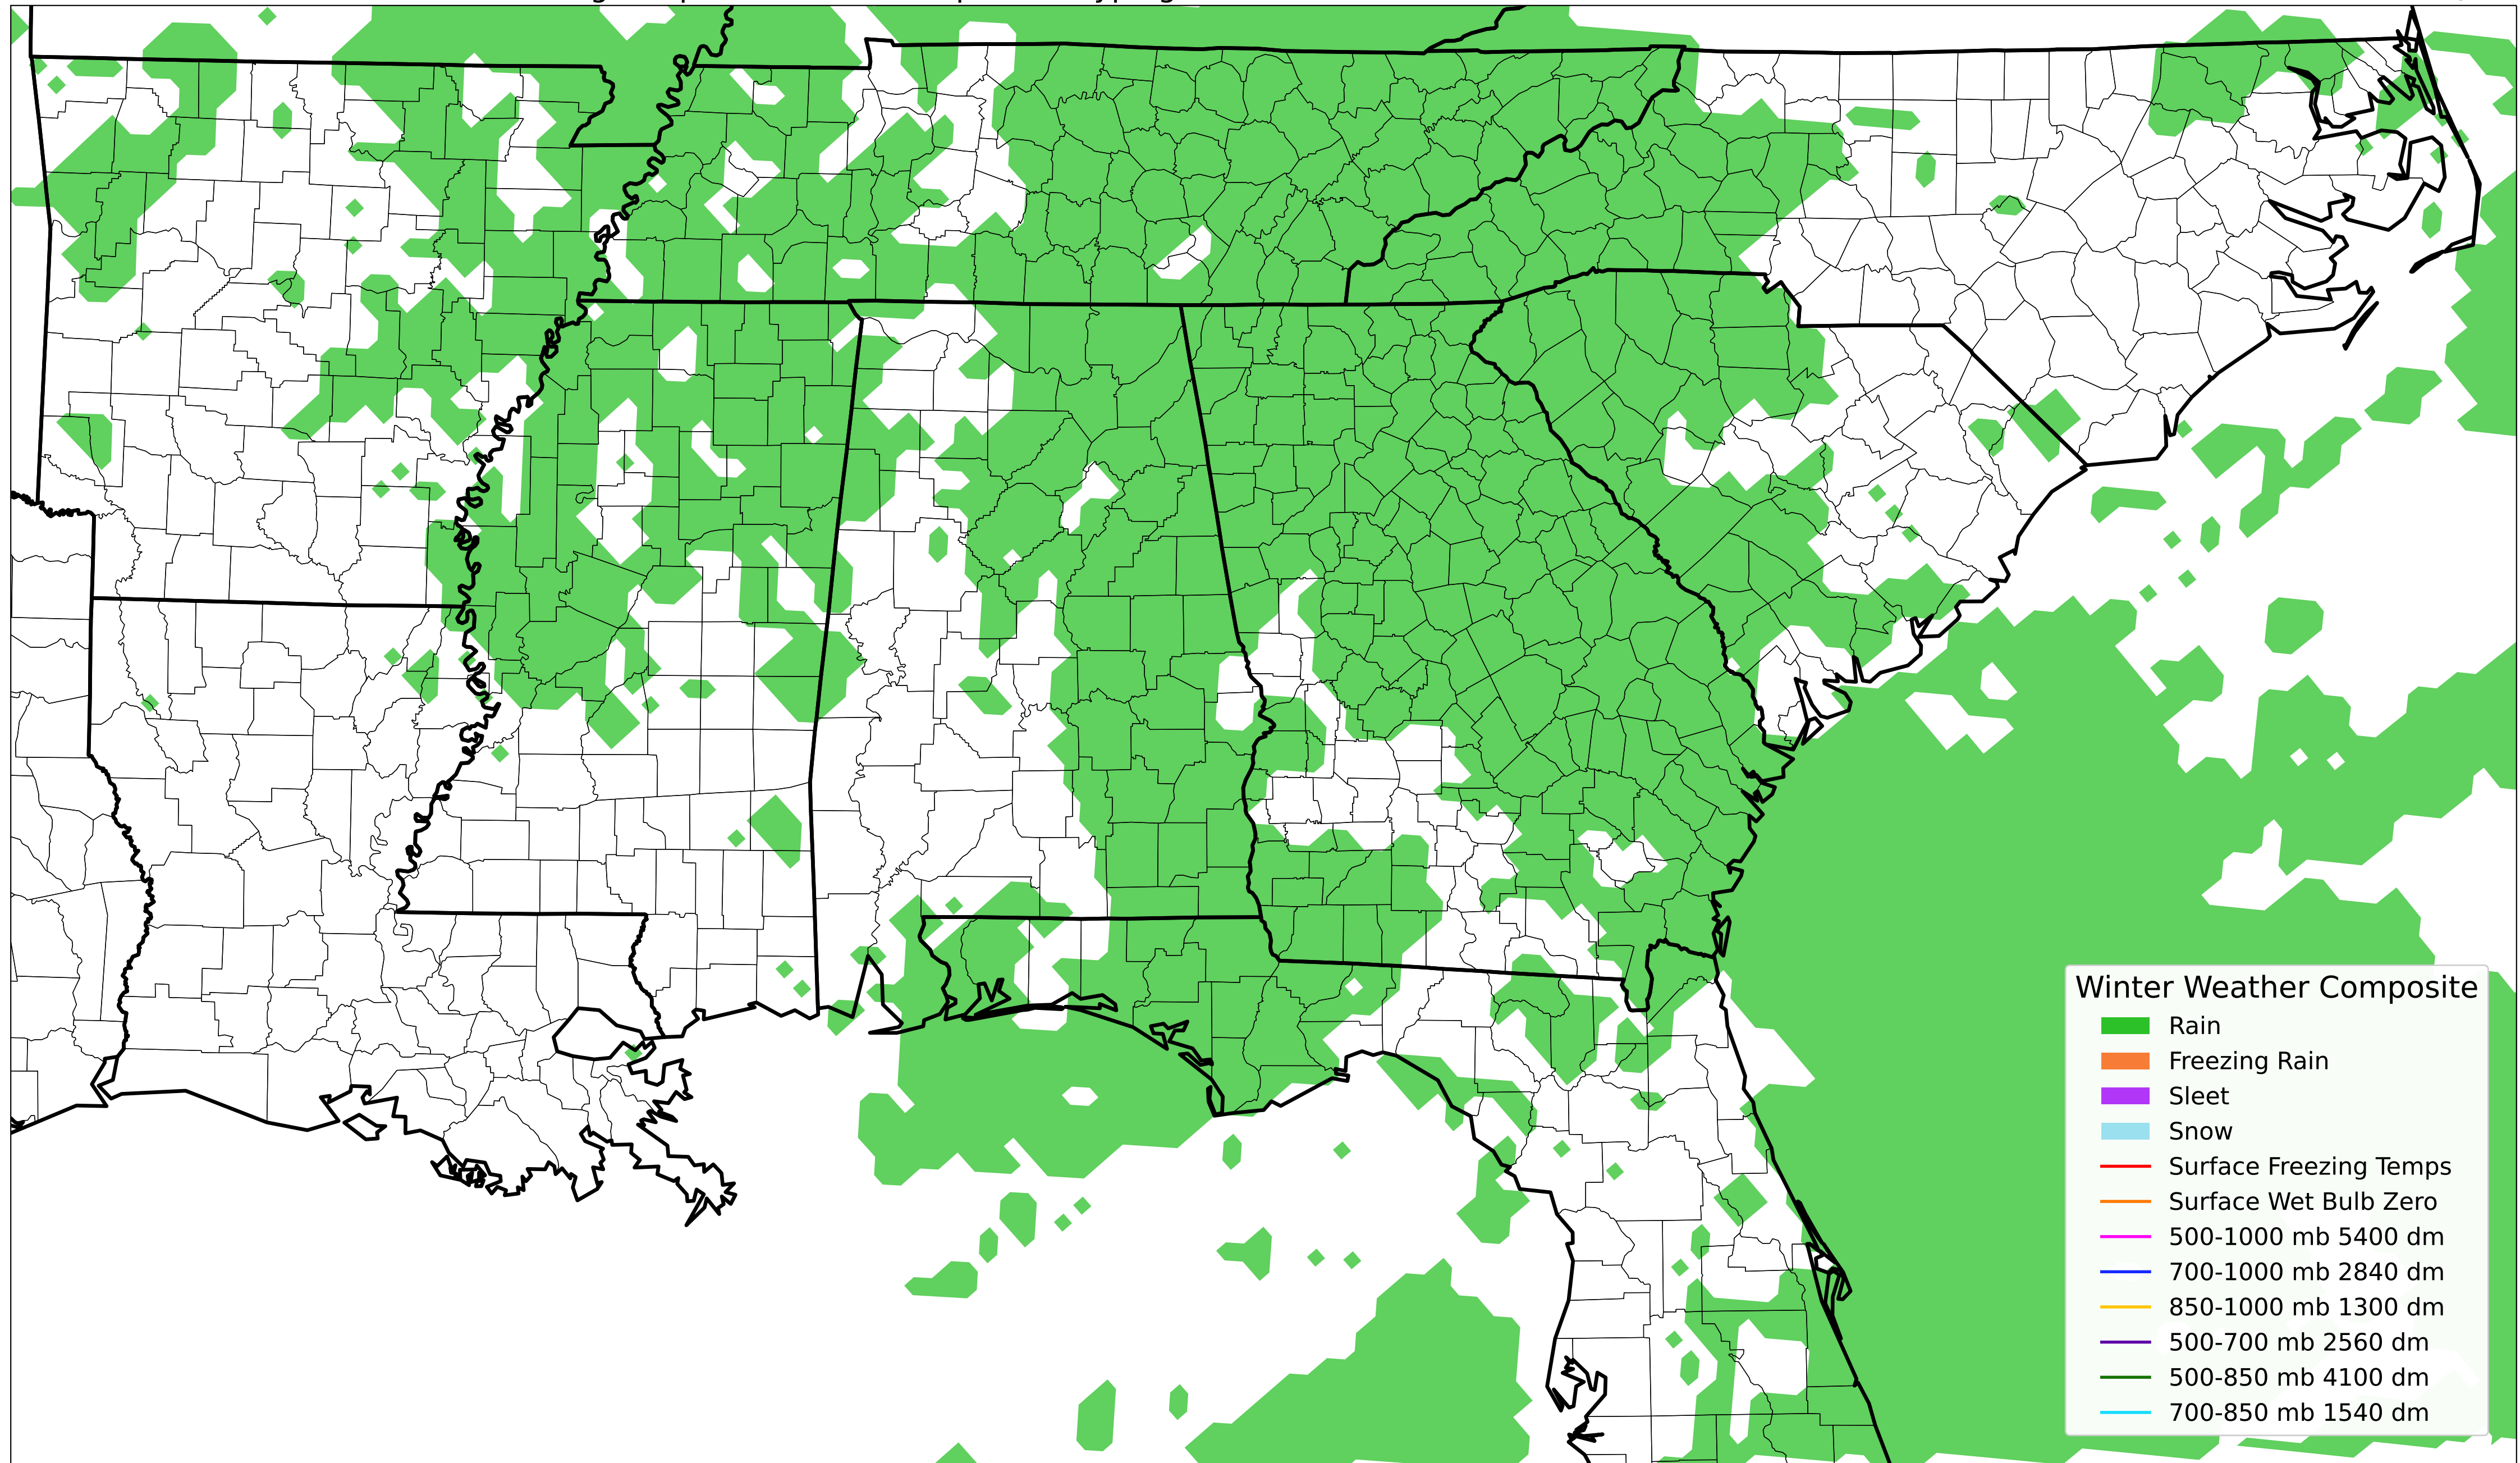 Winter Weather Composite
Rain
Freezing Rain
Sleet
Snow
Surface Freezing Temps
Surface Wet Bulb Zero
500-1000 mb 5400 dm
700-1000 mb 2840 dm
850-1000 mb 1300 dm
500-700 mb 2560 dm
500-850 mb 4100 dm
700-850 mb 1540 dm